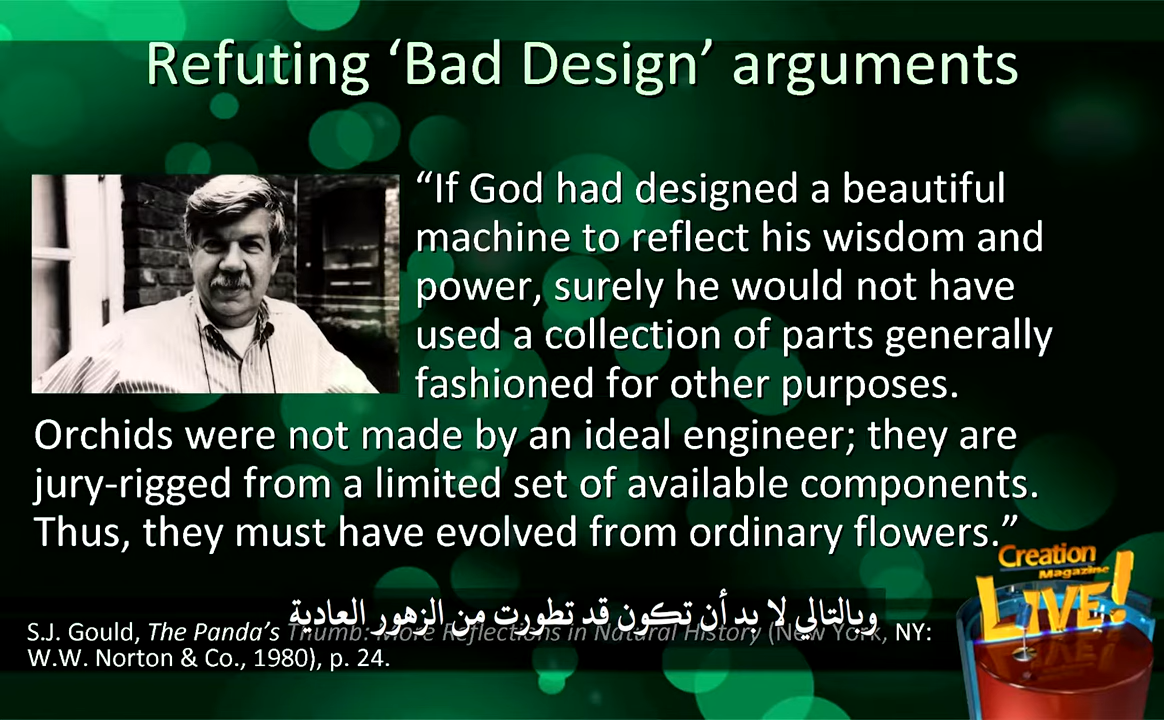 Refuting ‘Bad Design’ arguments
“If God had designed a beautiful
machine to reflect his wisdom and
power, surely he would not have
used a collection of parts generally
fashioned for other purposes.
Orchids were not made by an ideal engineer; they are
jury-rigged from a limited set of available components.
Thus, they must have evolved from ordinary flowers.”
Creation
Magazine
LIVE!
وبالتالي لا بد أن تكون قد تطورت من الزهور العادية
S.J. Gould, The Panda’s Thumb: More Reflections in Natural History (New York, NY:
W.W. Norton & Co., 1980), p. 24.